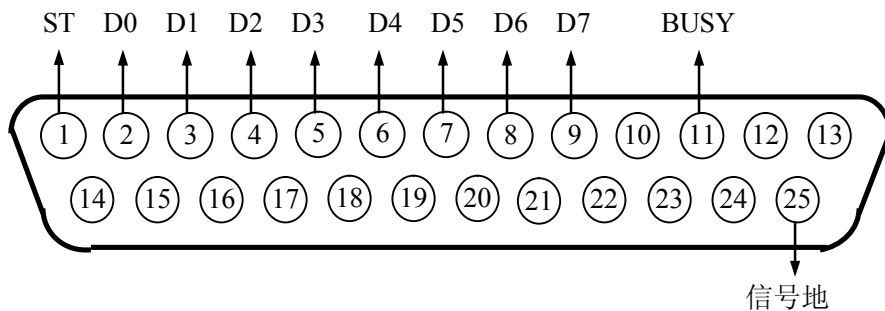 ST D0 D1 D2 D3 D4 D5 D6 D7 BUSY
1 2 3 4 5 6 7 8 9 10 11 12 13
14 15 16 17 18 19 20 21 22 23 24 25
信号地